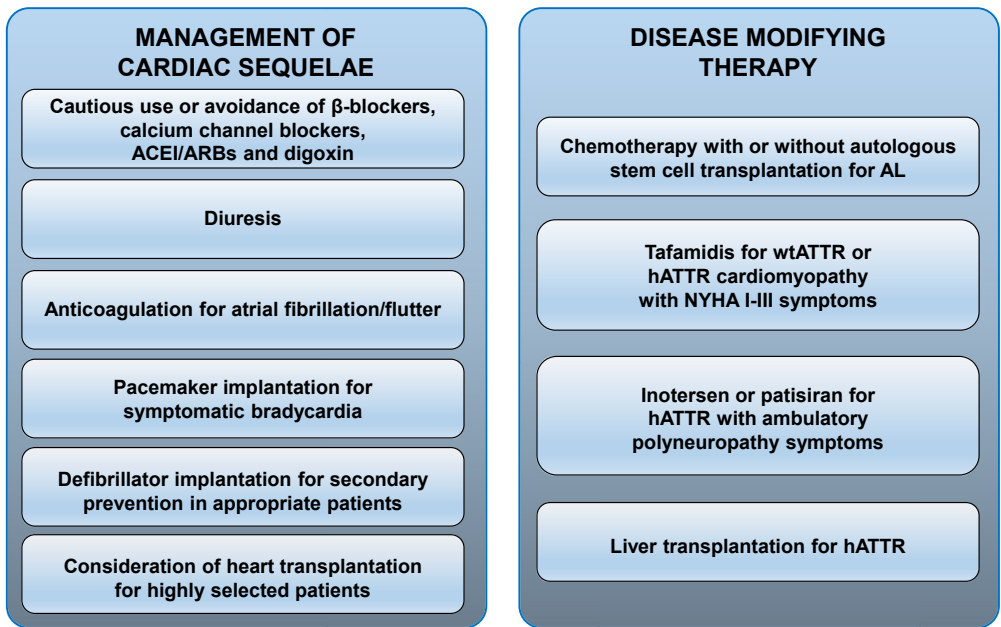 MANAGEMENT OF
CARDIAC SEQUELAE
Cautious use or avoidance of β-blockers,
calcium channel blockers,
ACEI/ARBs and digoxin
Diuresis
Anticoagulation for atrial fibrillation/flutter
Pacemaker implantation for
symptomatic bradycardia
Defibrillator implantation for secondary
prevention in appropriate patients
Consideration of heart transplantation
for highly selected patients
DISEASE MODIFYING
THERAPY
Chemotherapy with or without autologous
stem cell transplantation for AL
Tafamidis for wtATTR or
hATTR cardiomyopathy
with NYHA I-III symptoms
Inotersen or patisiran for
hATTR with ambulatory
polyneuropathy symptoms
Liver transplantation for hATTR